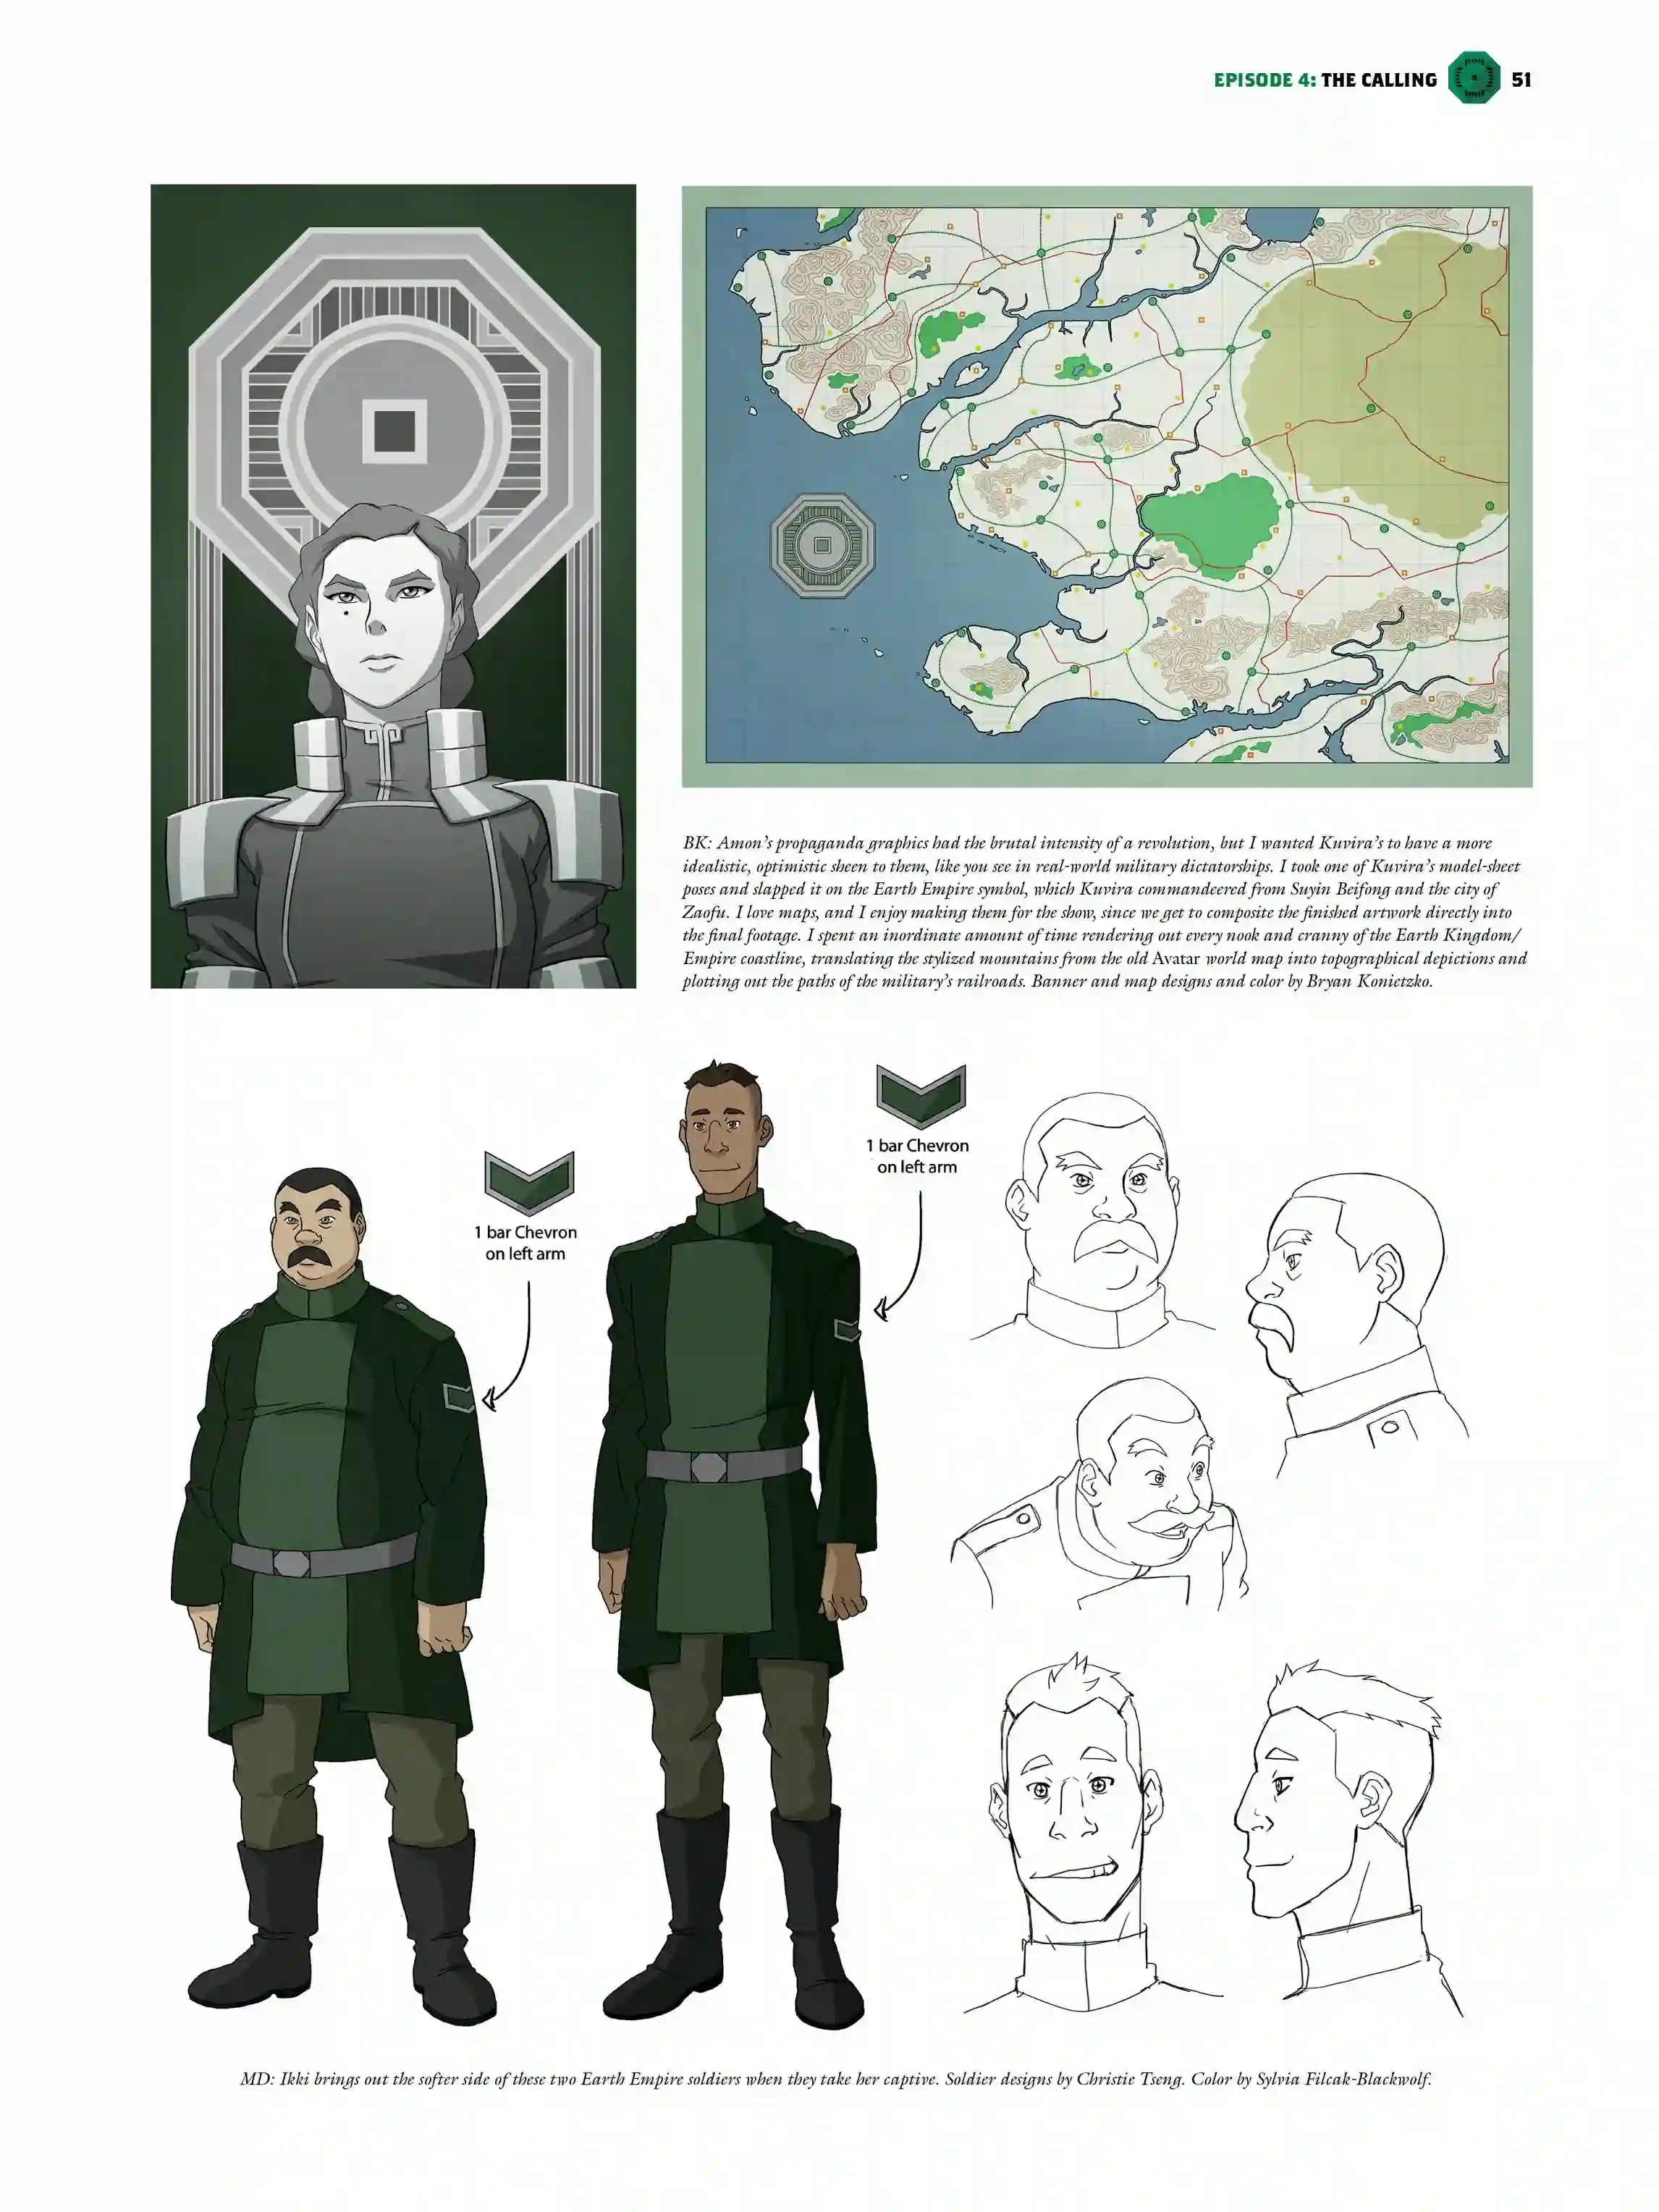 EPISODE 4: THE CALLING 51
BK: Amon's propaganda graphics had the brutal intensity of a revolution, but I wanted Kuvira's to have a more
idealistic, optimistic sheen to them, like you see in real-world military dictatorships. I took one of Kuvira's model-sheet
poses and slapped it on the Earth Empire symbol, which Kuvira commandeered from Suyin Beifong and the city of
Zaofu. I love maps, and I enjoy making them for the show, since we get to composite the finished artwork directly into
the final footage. I spent an inordinate amount of time rendering out every nook and cranny of the Earth Kingdom/
Empire coastline, translating the stylized mountains from the old Avatar world map into topographical depictions and
plotting out the paths of the military's railroads. Banner and map designs and color by Bryan Konietzko.
1 bar Chevron
on left arm
1 bar Chevron
on left arm
MD: Ikki brings out the softer side of these two Earth Empire soldiers when they take her captive. Soldier designs by Christie Tseng. Color by Sylvia Filcak-Blackwolf.